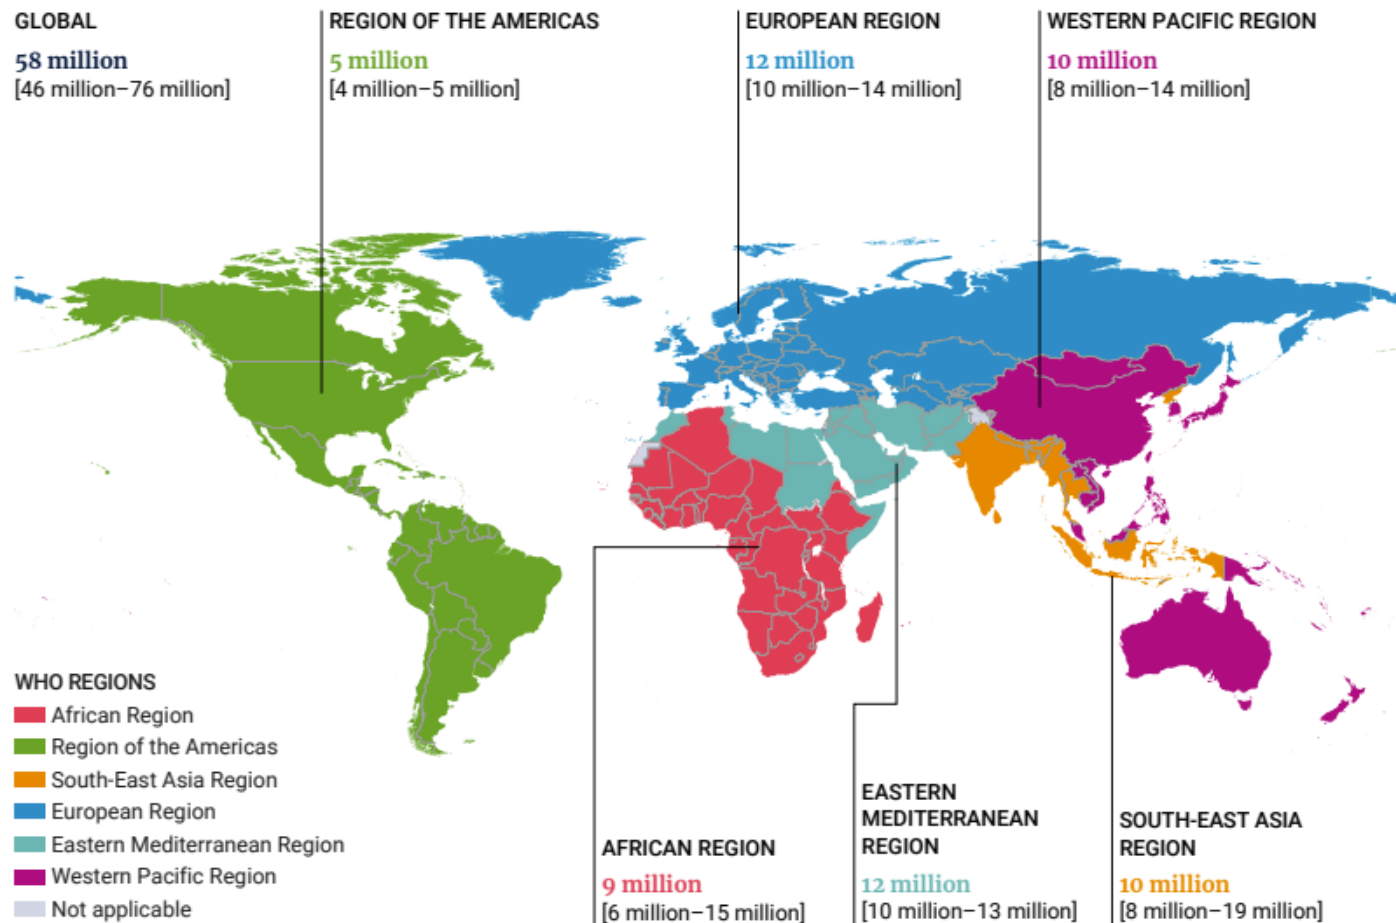 GLOBAL
58 million
[46 million–76 million]
REGION OF THE AMERICAS
5 million
[4 million–5 million]
EUROPEAN REGION
12 million
[10 million–14 million]
WESTERN PACIFIC REGION
10 million
[8 million–14 million]
WHO REGIONS
African Region
Region of the Americas
South-East Asia Region
European Region
Eastern Mediterranean Region
Western Pacific Region
Not applicable
AFRICAN REGION
9 million
[6 million–15 million]
EASTERN
MEDITERRANEAN
REGION
12 million
[10 million–13 million]
SOUTH-EAST ASIA
REGION
10 million
[8 million–19 million]